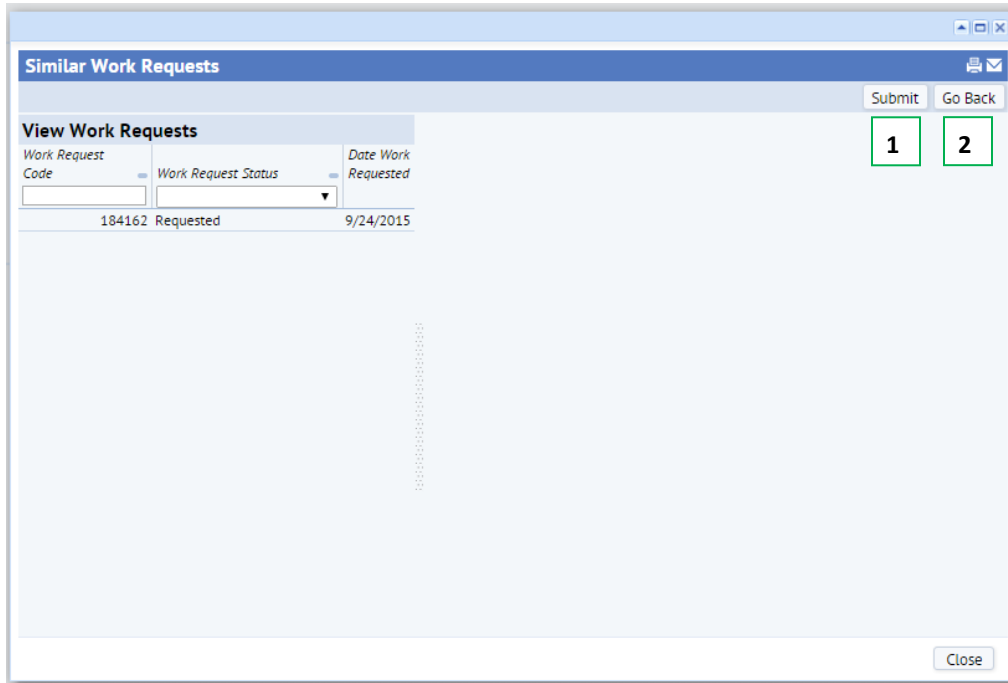 Similar Work Requests
Submit Go Back
1 2
View Work Requests
Work Request Code Work Request Status Date Work Requested
184162 Requested 9/24/2015
Close